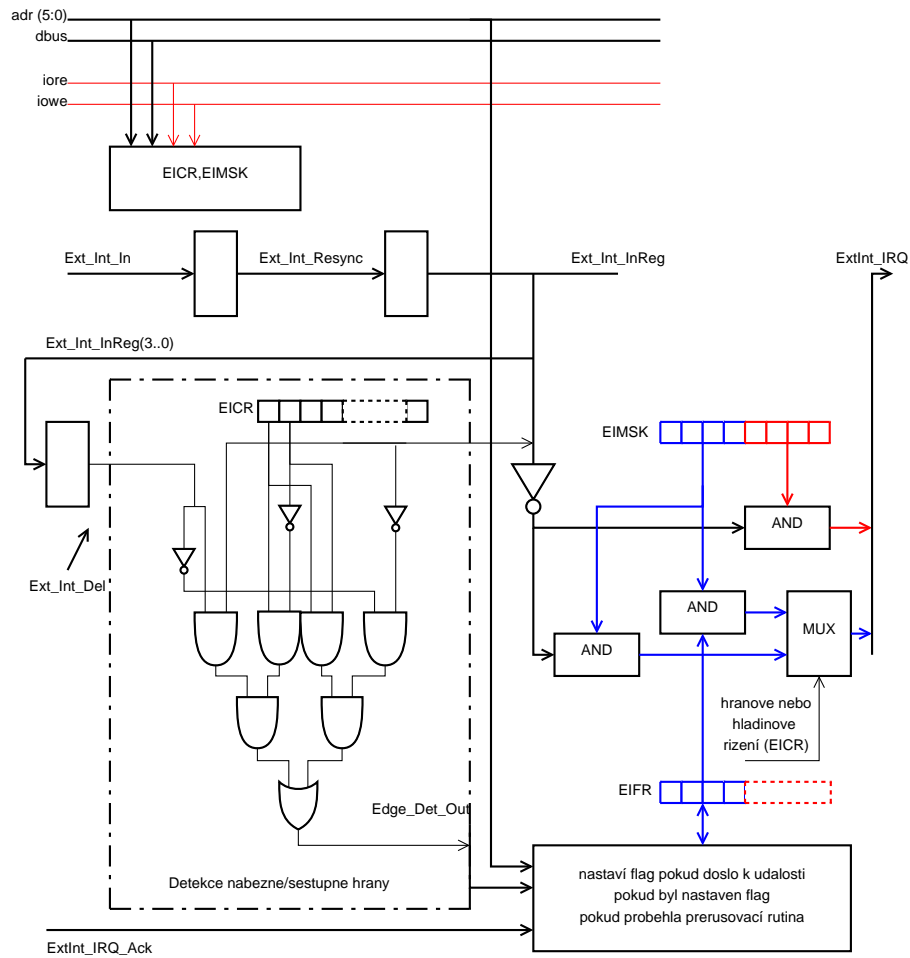 adr (5:0)
dbus
iore
iowe
EICR,EIMSK
Ext_Int_In
Ext_Int_Resync
Ext_Int_InReg
ExtInt_IRQ
Ext_Int_InReg(3..0)
EICR
EIMSK
AND
Ext_Int_Del
AND
MUX
AND
hranove nebo
hladinove
rizení (EICR)
EIFR
Edge_Det_Out
Detekce nabezne/sestupne hrany
nastaví flag pokud doslo k udalosti
pokud byl nastaven flag
pokud probehla prerusovací rutina
ExtInt_IRQ_Ack